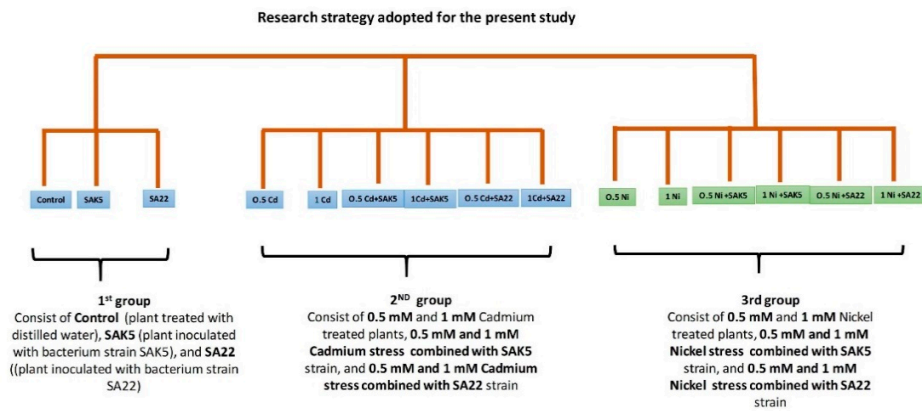 Research strategy adopted for the present study
Control
SAK5
SA22
0.5 Cd
1 Cd
0.5 Cd+SAK5
1Cd+SAK5
0.5 Cd+SA22
1Cd+SA22
0.5 Ni
1 Ni
0.5 Ni+SAK5
1 Ni+SAK5
0.5 Ni+SA22
1 Ni+SA22
1st group
Consist of Control (plant treated with
distilled water), SAK5 (plant inoculated
with bacterium strain SAK5), and SA22
((plant inoculated with bacterium strain
SA22)
2ND group
Consist of 0.5 mM and 1 mM Cadmium
treated plants, 0.5 mM and 1 mM
Cadmium stress combined with SAK5
strain, and 0.5 mM and 1 mM Cadmium
stress combined with SA22 strain
3rd group
Consist of 0.5 mM and 1 mM Nickel
treated plants, 0.5 mM and 1 mM
Nickel stress combined with SAK5
strain, and 0.5 mM and 1 mM
Nickel stress combined with SA22
strain